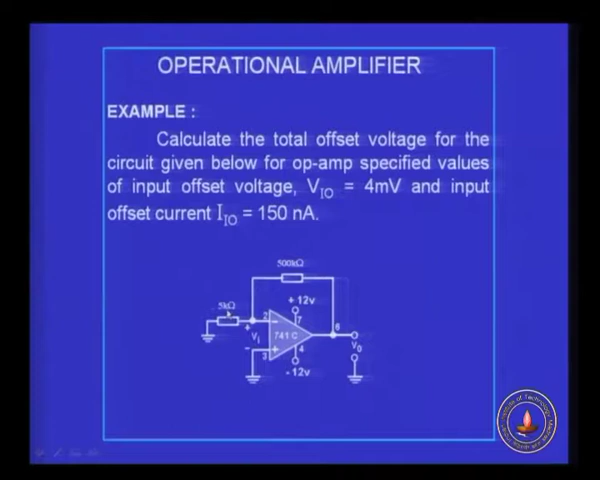 OPERATIONAL AMPLIFIER
EXAMPLE :
Calculate the total offset voltage for the
circuit given below for op-amp specified values
of input offset voltage, VIO = 4mV and input
offset current IIO = 150 nA.
500kΩ
5kΩ
+12v
2
7
+
Vi
-
-
+
741C
6
V0
3
4
-12v